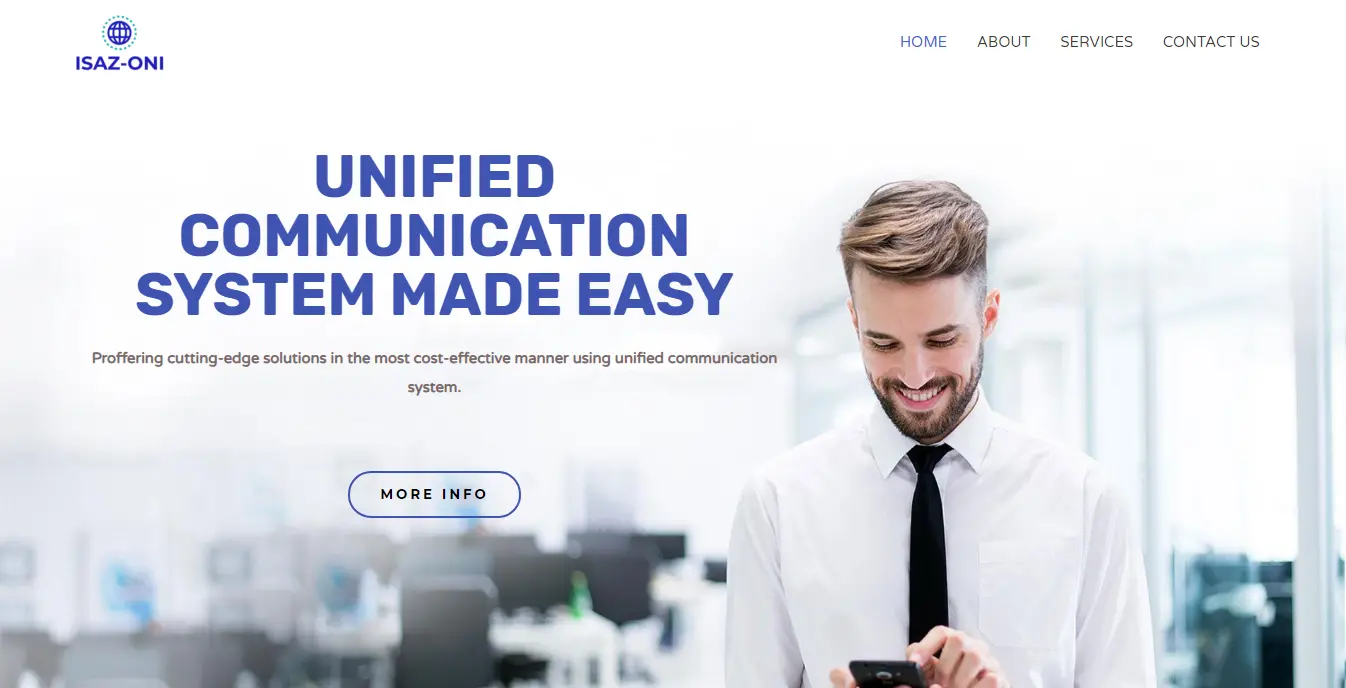 ISAZ-ONI
HOME ABOUT SERVICES CONTACT US
UNIFIED
COMMUNICATION
SYSTEM MADE EASY
Proffering cutting-edge solutions in the most cost-effective manner using unified communication
system.
MORE INFO